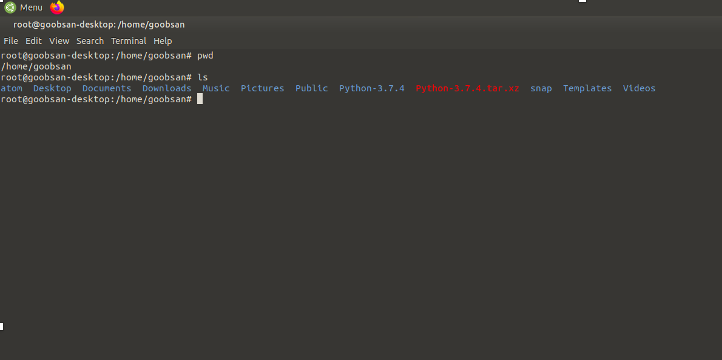 Menu
root@goobsan-desktop: /home/goobsan
File Edit View Search Terminal Help
root@goobsan-desktop:/home/goobsan# pwd
/home/goobsan
root@goobsan-desktop:/home/goobsan# ls
atom Desktop Documents Downloads Music Pictures Public Python-3.7.4 Python-3.7.4.tar.xz snap Templates Videos
root@goobsan-desktop:/home/goobsan#